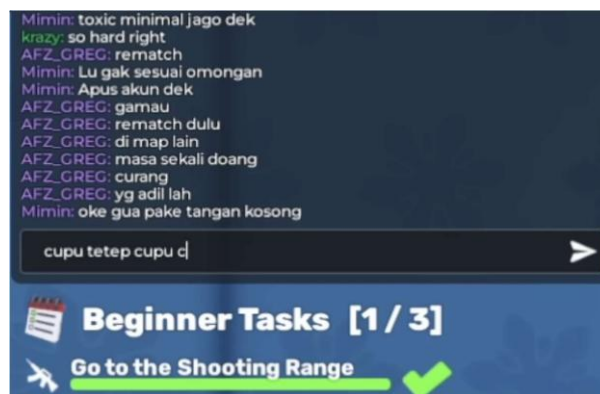 Mimin: toxic minimal jago dek
krazy: so hard right
AFZ_GREG: rematch
Mimin: Lu gak sesuai omongan
Mimin: Apus akun dek
AFZ_GREG: gamau
AFZ_GREG: rematch dulu
AFZ_GREG: di map lain
AFZ_GREG: masa sekali doang
AFZ_GREG: curang
AFZ_GREG: yg adil lah
Mimin: oke gua pake tangan kosong
cupu tetep cupu c
Beginner Tasks [1 / 3]
Go to the Shooting Range